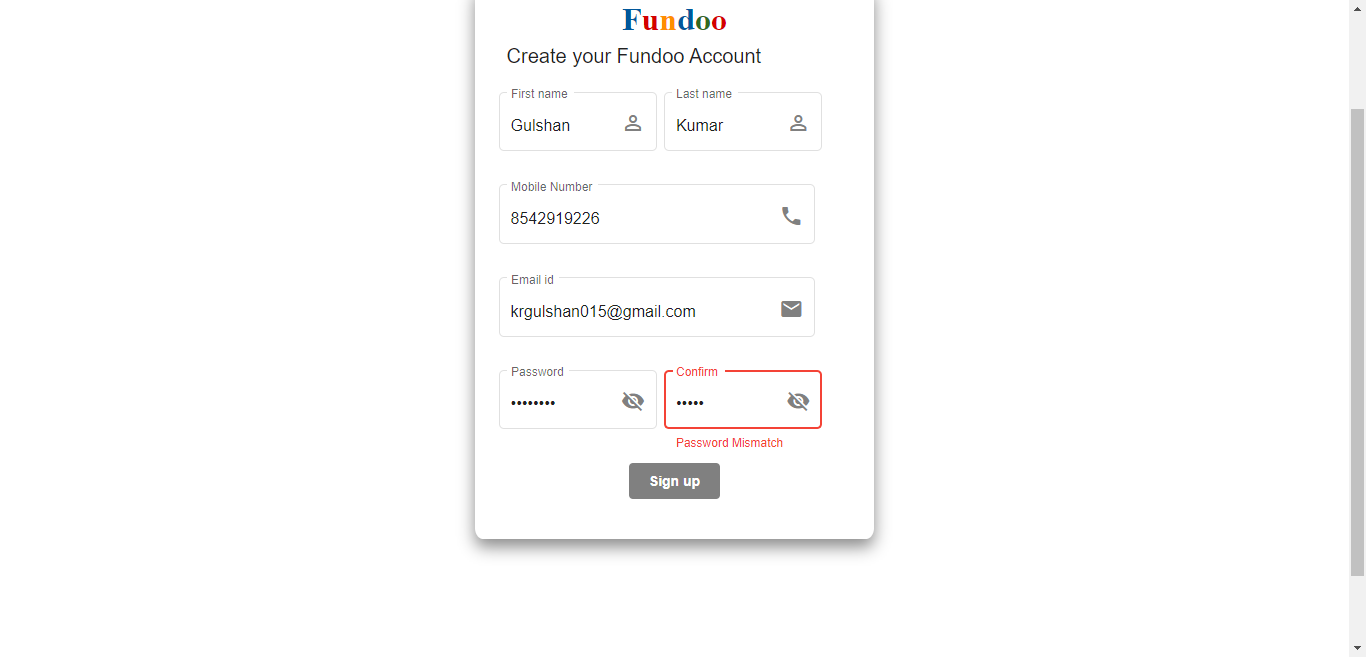 Fundoo
Create your Fundoo Account
First name Last name
Gulshan Kumar
Mobile Number
8542919226
Email id
krgulshan015@gmail.com
Password Confirm
•••••••• •••••
Password Mismatch
Sign up